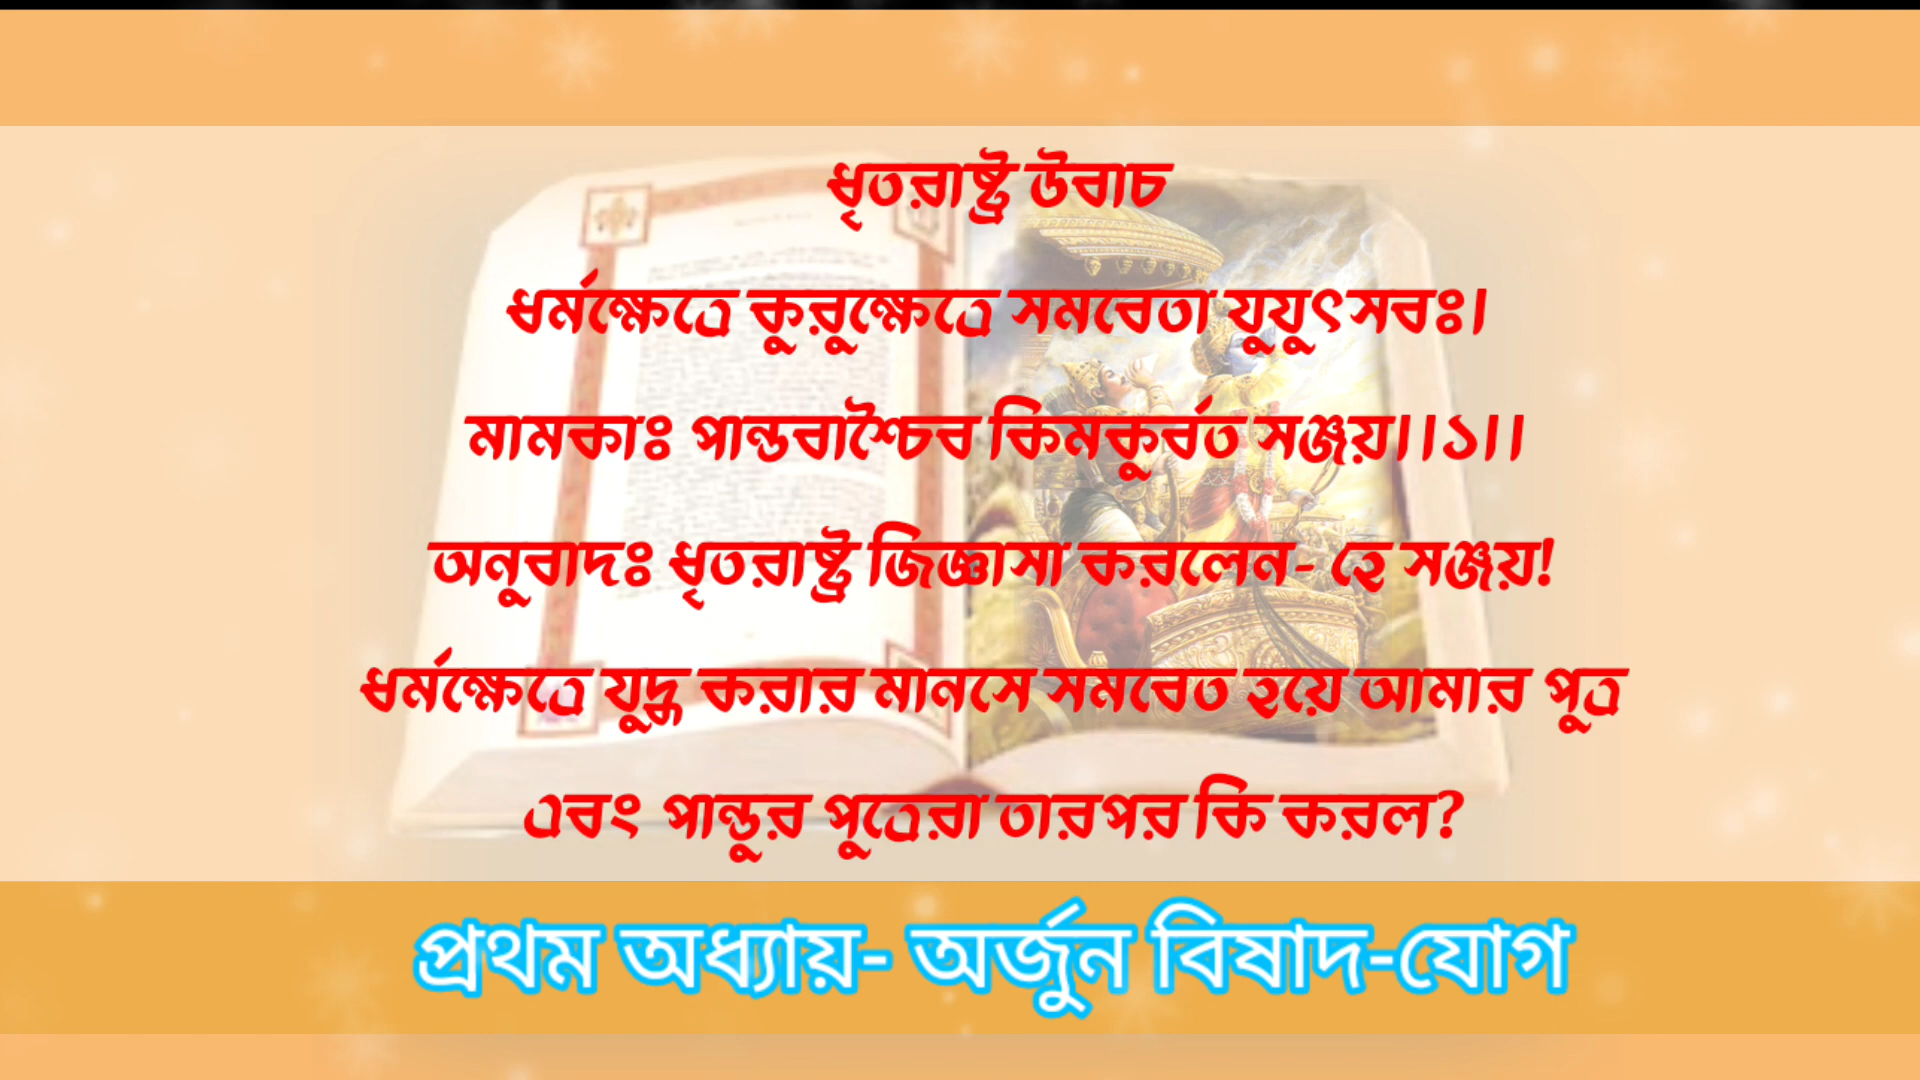 ধৃতরাষ্ট্র উবাচ
ধর্মক্ষেত্রে কুরুক্ষেত্রে সমবেতা যুযুৎসবঃ।
মামকাঃ পান্ডবাশ্চৈব কিমকুর্বত সঞ্জয়।।১।।
অনুবাদঃ ধৃতরাষ্ট্র জিজ্ঞাসা করলেন- হে সঞ্জয়!
ধর্মক্ষেত্রে যুদ্ধ করার মানসে সমবেত হয়ে আমার পুত্র
এবং পান্ডুর পুত্রেরা তারপর কি করল?
প্রথম অধ্যায়- অর্জুন বিষাদ-যোগ